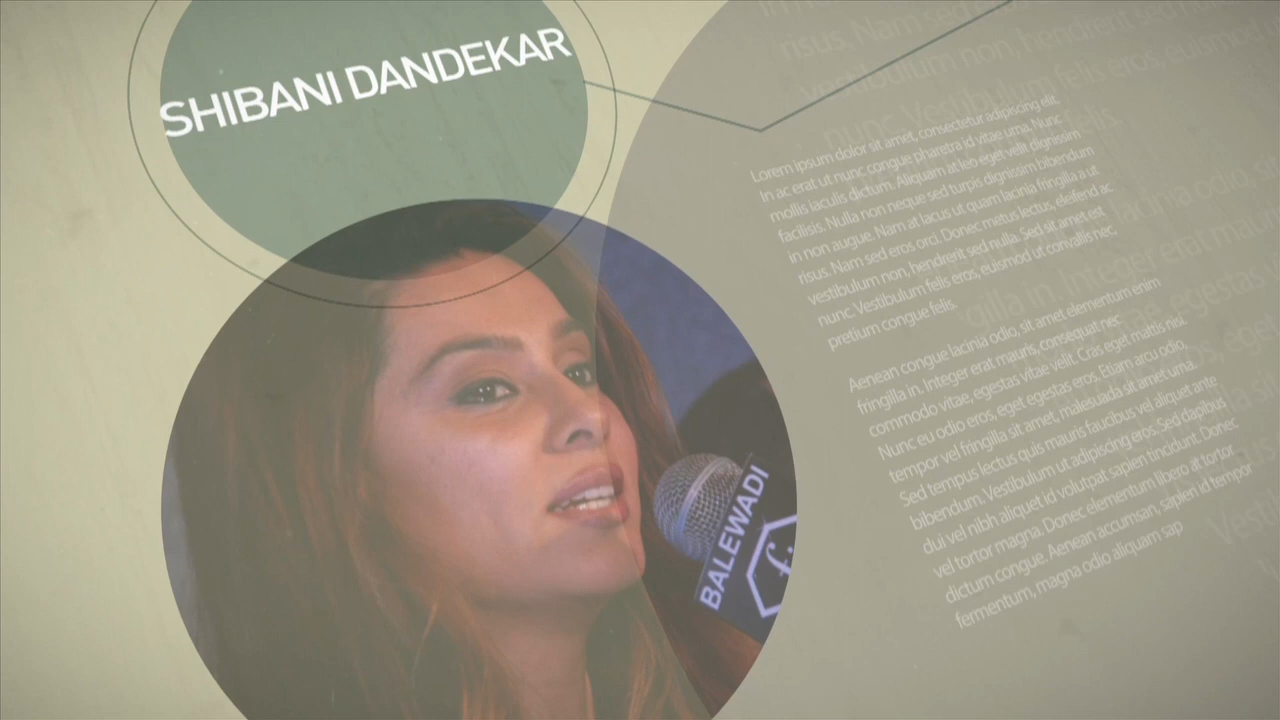 SHIBANI DANDEKAR
Lorem ipsum dolor sit amet, consectetur adipiscing elit.
In ac erat ut nunc congue pharetra id vitae urna. Nunc
mollis iaculis dictum. Aliquam at leo eget velit dignissim
facilisis. Nulla non neque sed turpis dignissim bibendum
in non augue. Nam at lacus ut quam lacinia fringilla a ut
risus. Nam sed eros orci. Donec metus lectus, eleifend ac
vestibulum non, hendrerit sed nulla. Sed sit amet est
nunc. Vestibulum felis eros, euismod ut convallis nec,
pretium congue felis.
Aenean congue lacinia odio, sit amet elementum enim
fringilla in. Integer erat mauris, consequat nec
commodo vitae, egestas vitae velit. Cras eget mattis nisi.
Nunc eu odio eros, eget egestas eros. Etiam arcu odio,
tempor vel fringilla sit amet, malesuada sit amet urna.
Sed tempus lectus quis mauris faucibus vel aliquet ante
bibendum. Vestibulum ut adipiscing eros. Sed dapibus
dui vel nibh aliquet id volutpat sapien tincidunt. Donec
vel tortor magna. Donec elementum libero at tortor
dictum congue. Aenean accumsan, sapien id tempor
fermentum, magna odio aliquam sap
BALEWADI
fi